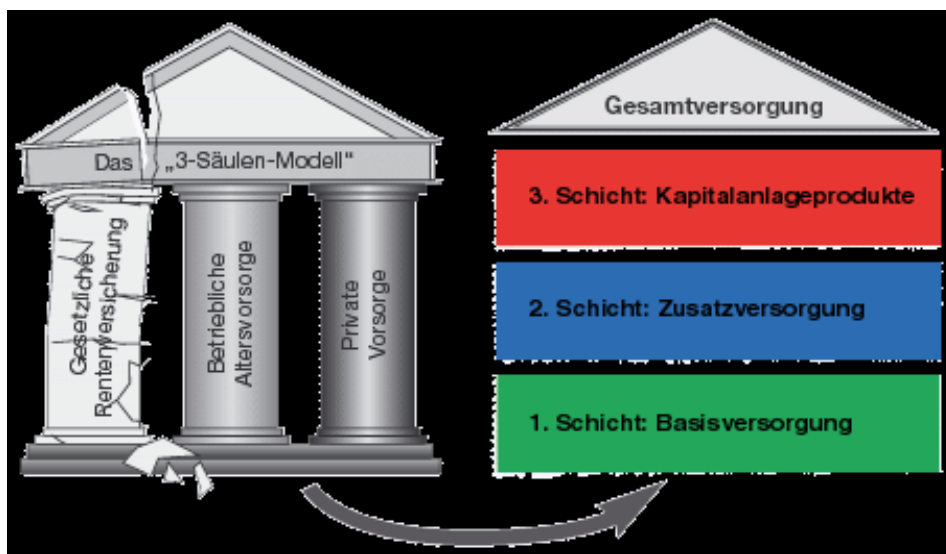 Das „3-Säulen-Modell“
Gesetzliche
Rentenversicherung
Betriebliche
Altersvorsorge
Private
Vorsorge
Gesamtversorgung
3. Schicht: Kapitalanlageprodukte
2. Schicht: Zusatzversorgung
1. Schicht: Basisversorgung